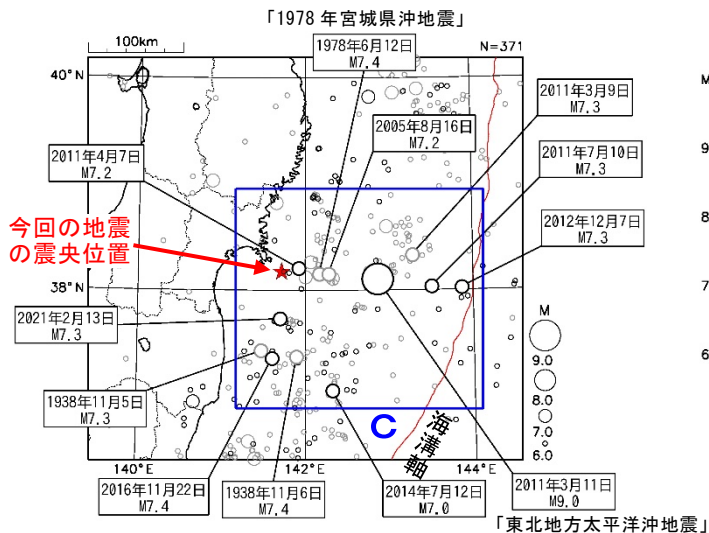 「1978 年宮城県沖地震」
100km
N=371
1978年6月12日
M7.4
40°N
M
2011年3月9日
M7.3
2005年8月16日
M7.2
2011年4月7日
M7.2
9
2011年7月10日
M7.3
今回の地震
の震央位置
8
2012年12月7日
M7.3
38°N
7
2021年2月13日
M7.3
M
9.0
8.0
7.0
6.0
6
1938年11月5日
M7.3
C
海溝軸
140°E
142°E
144°E
2016年11月22日
M7.4
1938年11月6日
M7.4
2014年7月12日
M7.0
2011年3月11日
M9.0
「東北地方太平洋沖地震」